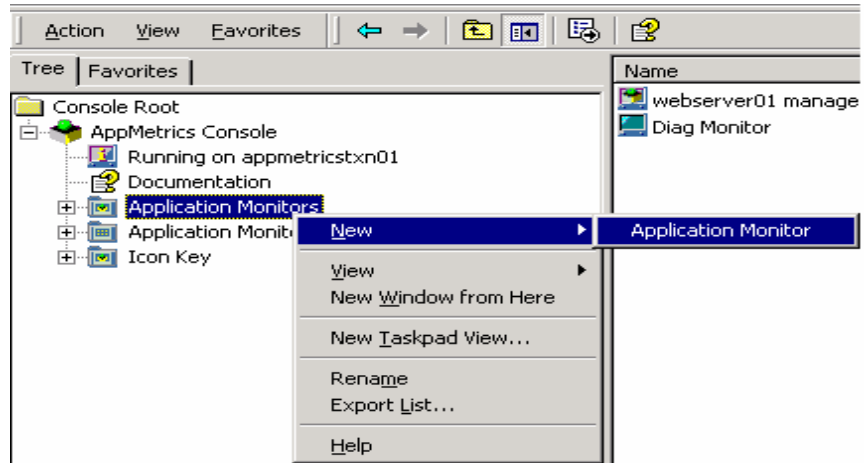 Action View Favorites
Tree Favorites
Name
Console Root
AppMetrics Console
Running on appmetricstxn01
Documentation
Application Monitors
Application Monit
Icon Key
webserver01 manage
Diag Monitor
New
Application Monitor
View
New Window from Here
New Taskpad View...
Rename
Export List...
Help